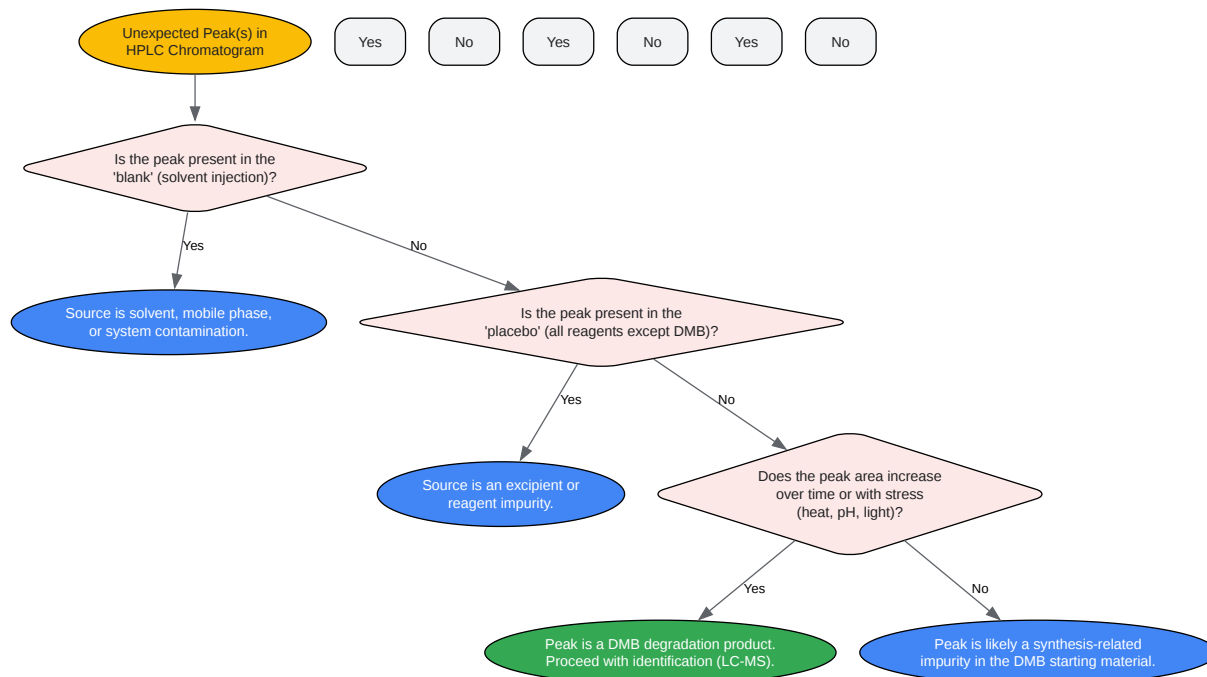 Unexpected Peak(s) in
HPLC Chromatogram
Yes
No
Yes
No
Yes
No
Is the peak present in the
'blank' (solvent injection)?
Yes
No
Source is solvent, mobile phase,
or system contamination.
Is the peak present in the
'placebo' (all reagents except DMB)?
Yes
No
Source is an excipient or
reagent impurity.
Does the peak area increase
over time or with stress
(heat, pH, light)?
Yes
No
Peak is a DMB degradation product.
Proceed with identification (LC-MS).
Peak is likely a synthesis-related
impurity in the DMB starting material.